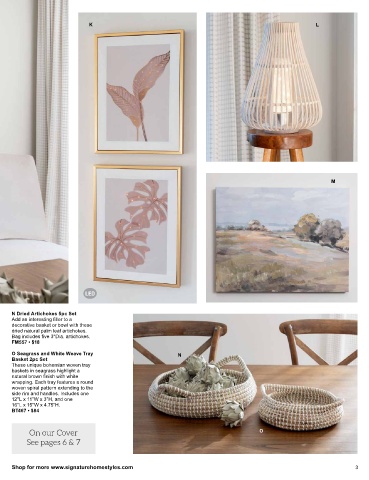 K
L
M
N Dried Artichokes 5pc Set
Add an interesting filler to a
decorative basket or bowl with these
dried natural palm leaf artichokes.
Bag includes five 3"Dia. artichokes.
FM557 • $18
O Seagrass and White Weave Tray
Basket 2pc Set
These unique bohemian woven tray
baskets in seagrass highlight a
natural brown finish with white
wrapping. Each tray features a round
woven spiral pattern extending to the
side rim and handles. Includes one
12"L x 11"W x 3"H, and one
16"L x 15"W x 4.75"H.
BT467 • $84
N
O
On our Cover
See pages 6 & 7
Shop for more www.signaturehomestyles.com
3